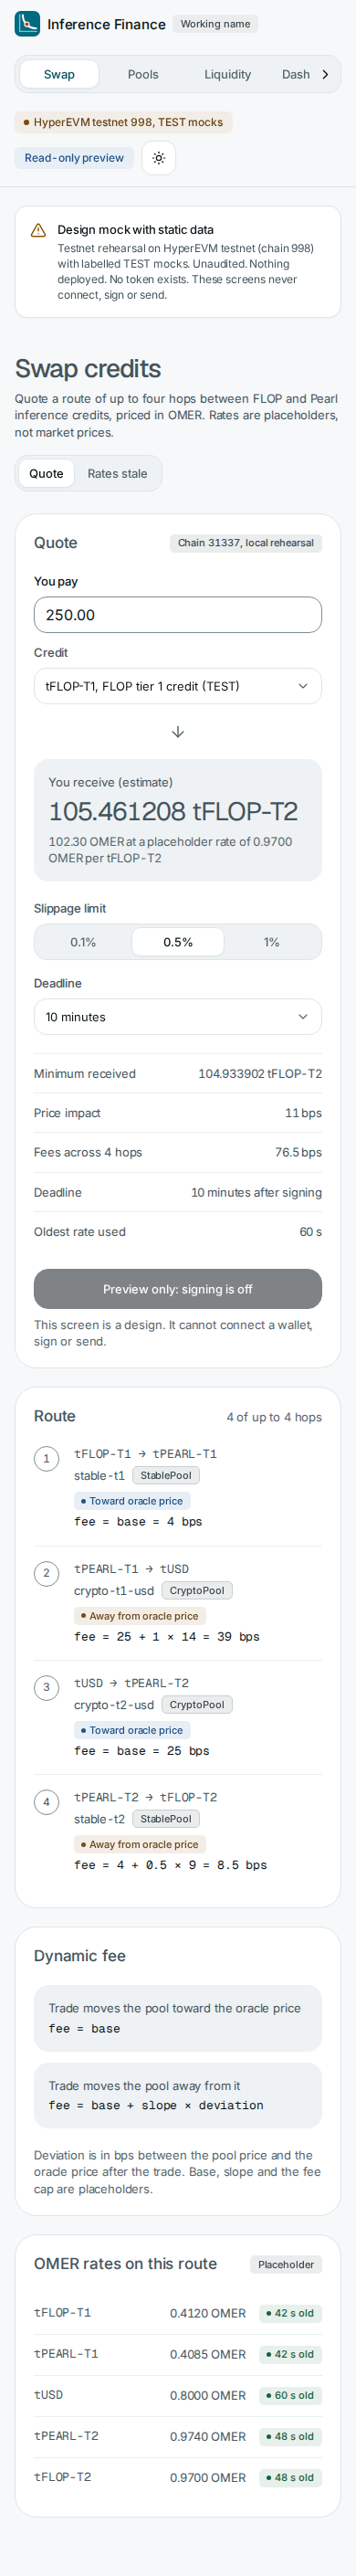 Inference Finance Working name
Swap Pools Liquidity Dash
HyperEVM testnet 998, TEST mocks
Read-only preview
Design mock with static data
Testnet rehearsal on HyperEVM testnet (chain 998)
with labelled TEST mocks. Unaudited. Nothing
deployed. No token exists. These screens never
connect, sign or send.
Swap credits
Quote a route of up to four hops between FLOP and Pearl
inference credits, priced in OMER. Rates are placeholders,
not market prices.
Quote Rates stale
Quote Chain 31337, local rehearsal
You pay
250.00
Credit
tFLOP-T1, FLOP tier 1 credit (TEST)
↓
You receive (estimate)
105.461208 tFLOP-T2
102.30 OMER at a placeholder rate of 0.9700
OMER per tFLOP-T2
Slippage limit
0.1% 0.5% 1%
Deadline
10 minutes
Minimum received 104.933902 tFLOP-T2
Price impact 11 bps
Fees across 4 hops 76.5 bps
Deadline 10 minutes after signing
Oldest rate used 60 s
Preview only: signing is off
This screen is a design. It cannot connect a wallet,
sign or send.
Route 4 of up to 4 hops
1 tFLOP-T1 → tPEARL-T1
stable-t1 StablePool
Toward oracle price
fee = base = 4 bps
2 tPEARL-T1 → tUSD
crypto-t1-usd CryptoPool
Away from oracle price
fee = 25 + 1 × 14 = 39 bps
3 tUSD → tPEARL-T2
crypto-t2-usd CryptoPool
Toward oracle price
fee = base = 25 bps
4 tPEARL-T2 → tFLOP-T2
stable-t2 StablePool
Away from oracle price
fee = 4 + 0.5 × 9 = 8.5 bps
Dynamic fee
Trade moves the pool toward the oracle price
fee = base
Trade moves the pool away from it
fee = base + slope × deviation
Deviation is in bps between the pool price and the
oracle price after the trade. Base, slope and the fee
cap are placeholders.
OMER rates on this route Placeholder
tFLOP-T1 0.4120 OMER 42 s old
tPEARL-T1 0.4085 OMER 42 s old
tUSD 0.8000 OMER 60 s old
tPEARL-T2 0.9740 OMER 48 s old
tFLOP-T2 0.9700 OMER 48 s old